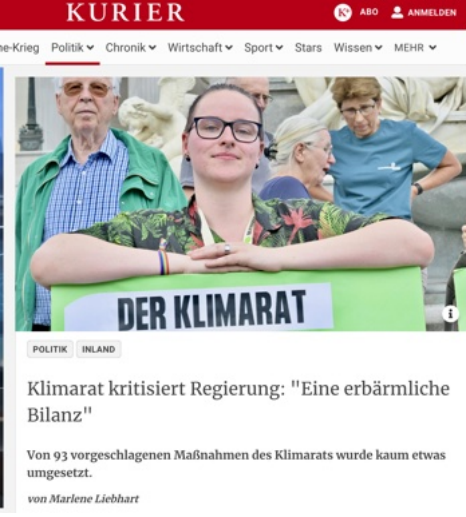 KURIER
K+ ABO ANMELDEN
ne-Krieg Politik Chronik Wirtschaft Sport Stars Wissen MEHR
DER KLIMARAT
i
POLITIK INLAND
Klimarat kritisiert Regierung: "Eine erbärmliche
Bilanz"
Von 93 vorgeschlagenen Maßnahmen des Klimarats wurde kaum etwas
umgesetzt.
von Marlene Liebhart